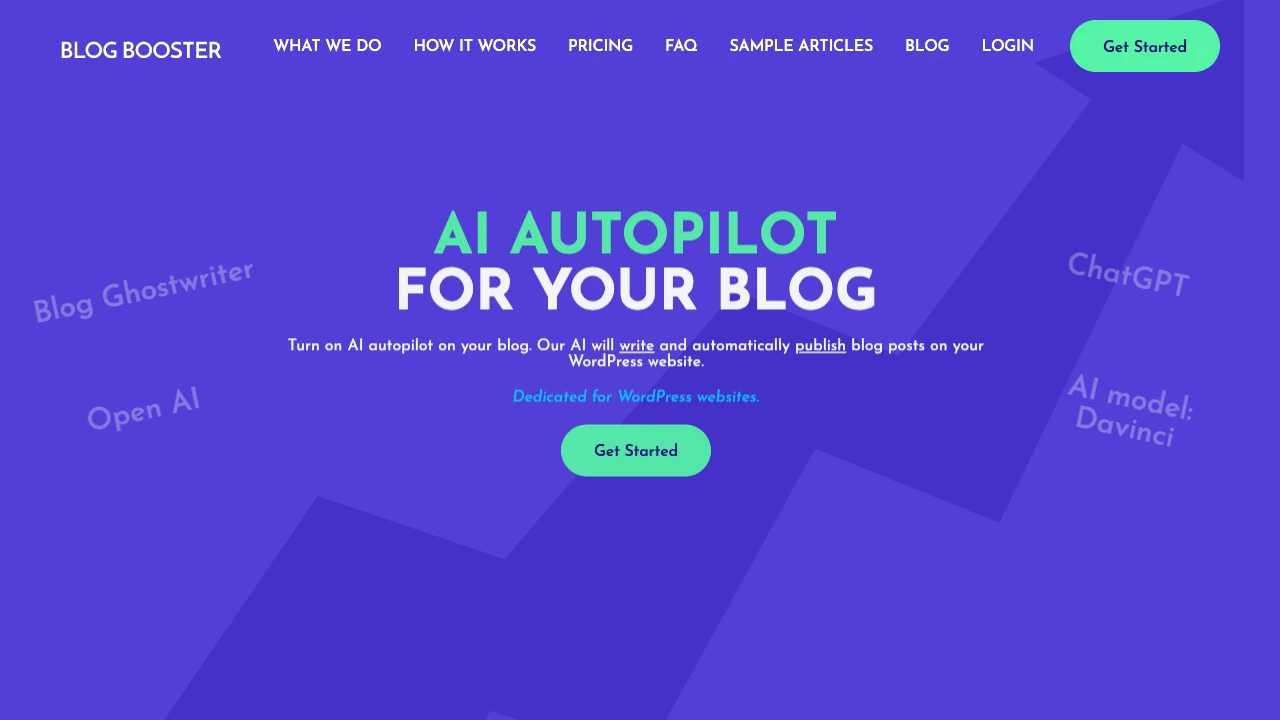 BLOG BOOSTER
WHAT WE DO
HOW IT WORKS
PRICING
FAQ
SAMPLE ARTICLES
BLOG
LOGIN
Get Started
AI AUTOPILOT
FOR YOUR BLOG
Blog Ghostwriter
ChatGPT
Turn on AI autopilot on your blog. Our AI will write and automatically publish blog posts on your
WordPress website.
Open AI
AI model:
Davinci
Dedicated for WordPress websites.
Get Started